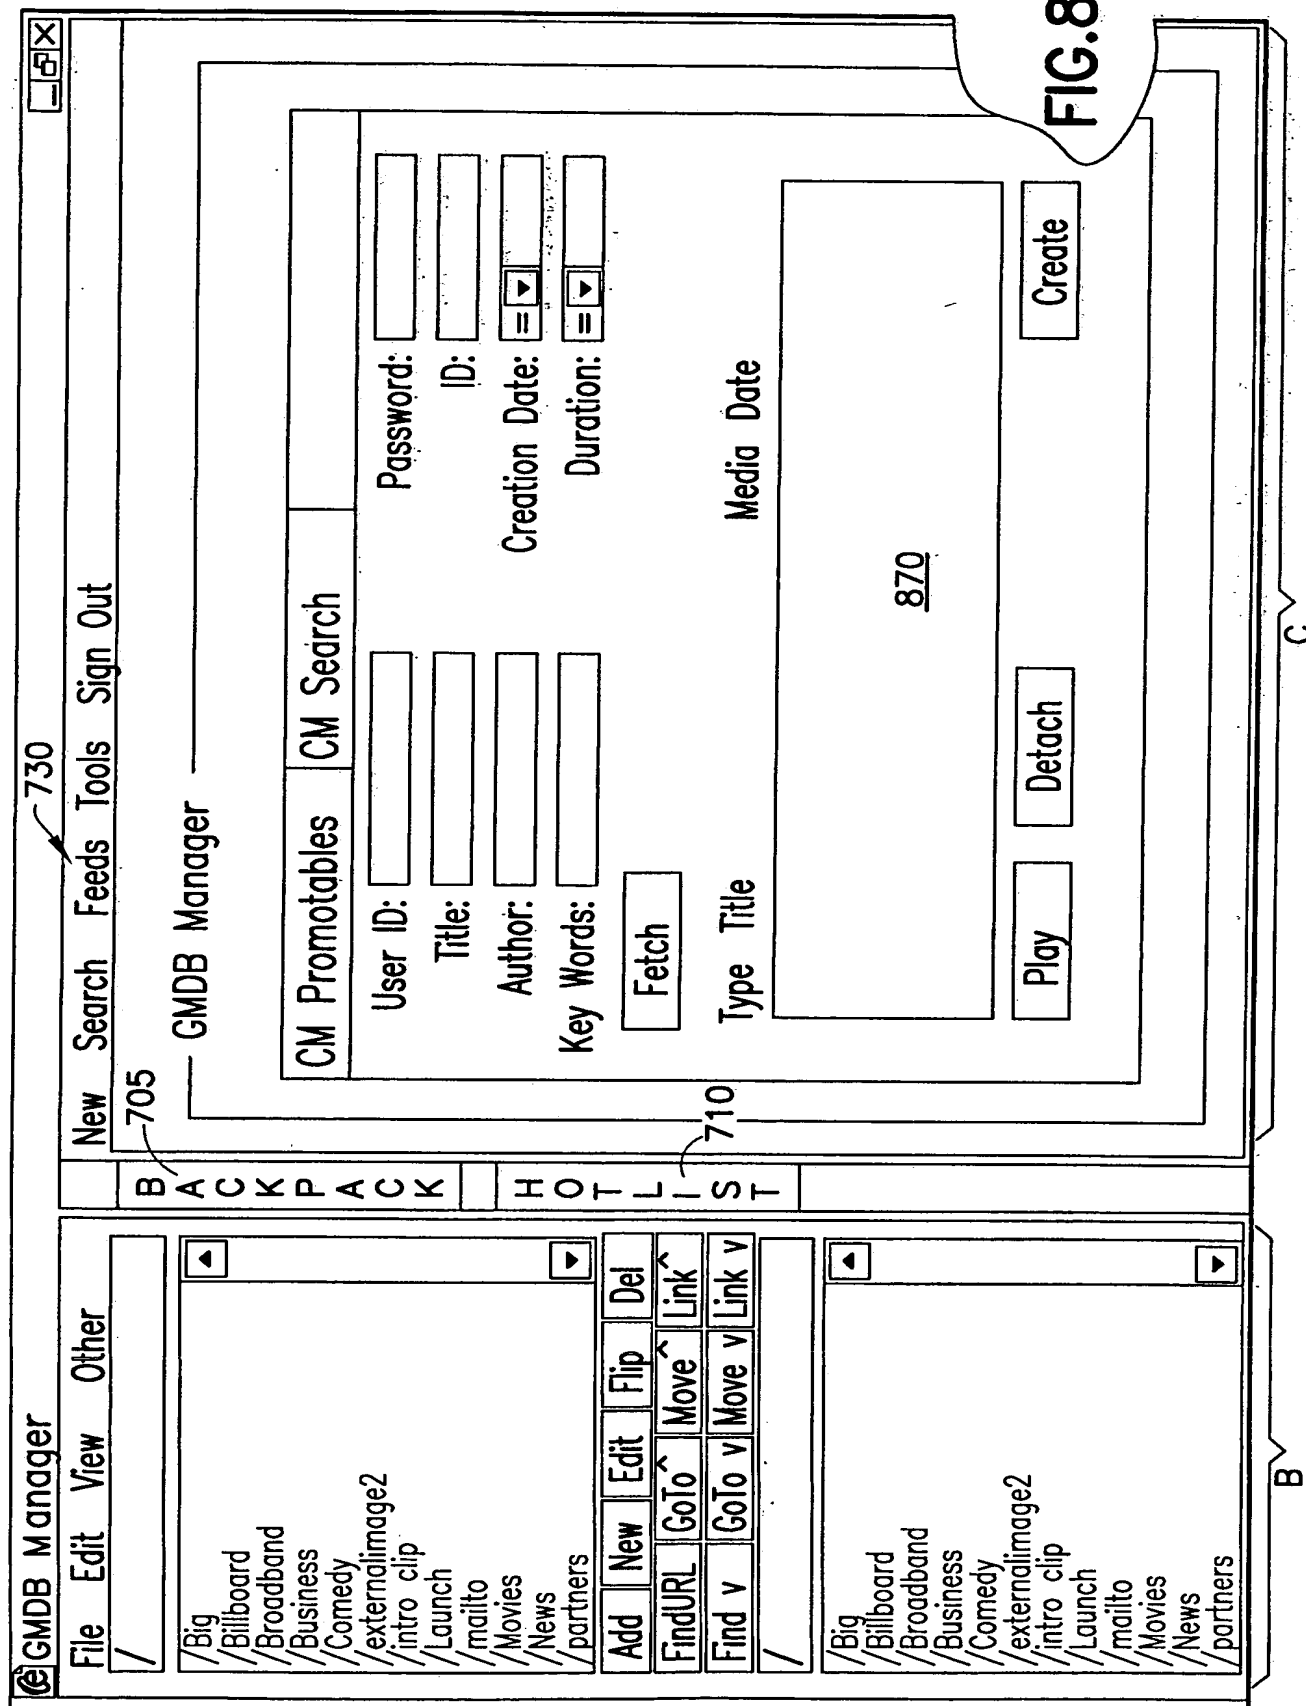 GMDB Manager
File Edit View Other
/
/Big
/Billboard
/Broadband
/Business
/Comedy
/externalimage2
/intro clip
/Launch
/mailto
/Movies
/News
/partners
Add New Edit Flip Del
FindURL GoTo ^ Move ^ Link ^
Find v GoTo v Move v Link v
/
/Big
/Billboard
/Broadband
/Business
/Comedy
/externalimage2
/intro clip
/Launch
/mailto
/Movies
/News
/partners
B
BACKPACK
HOTLIST
705
710
730
New Search Feeds Tools Sign Out
GMDB Manager
CM Promotables CM Search
User ID: Password:
Title: ID:
Author: Creation Date: =
Key Words: Duration: =
Fetch
Type Title Media Date
870
Play Detach Create
C
FIG.8